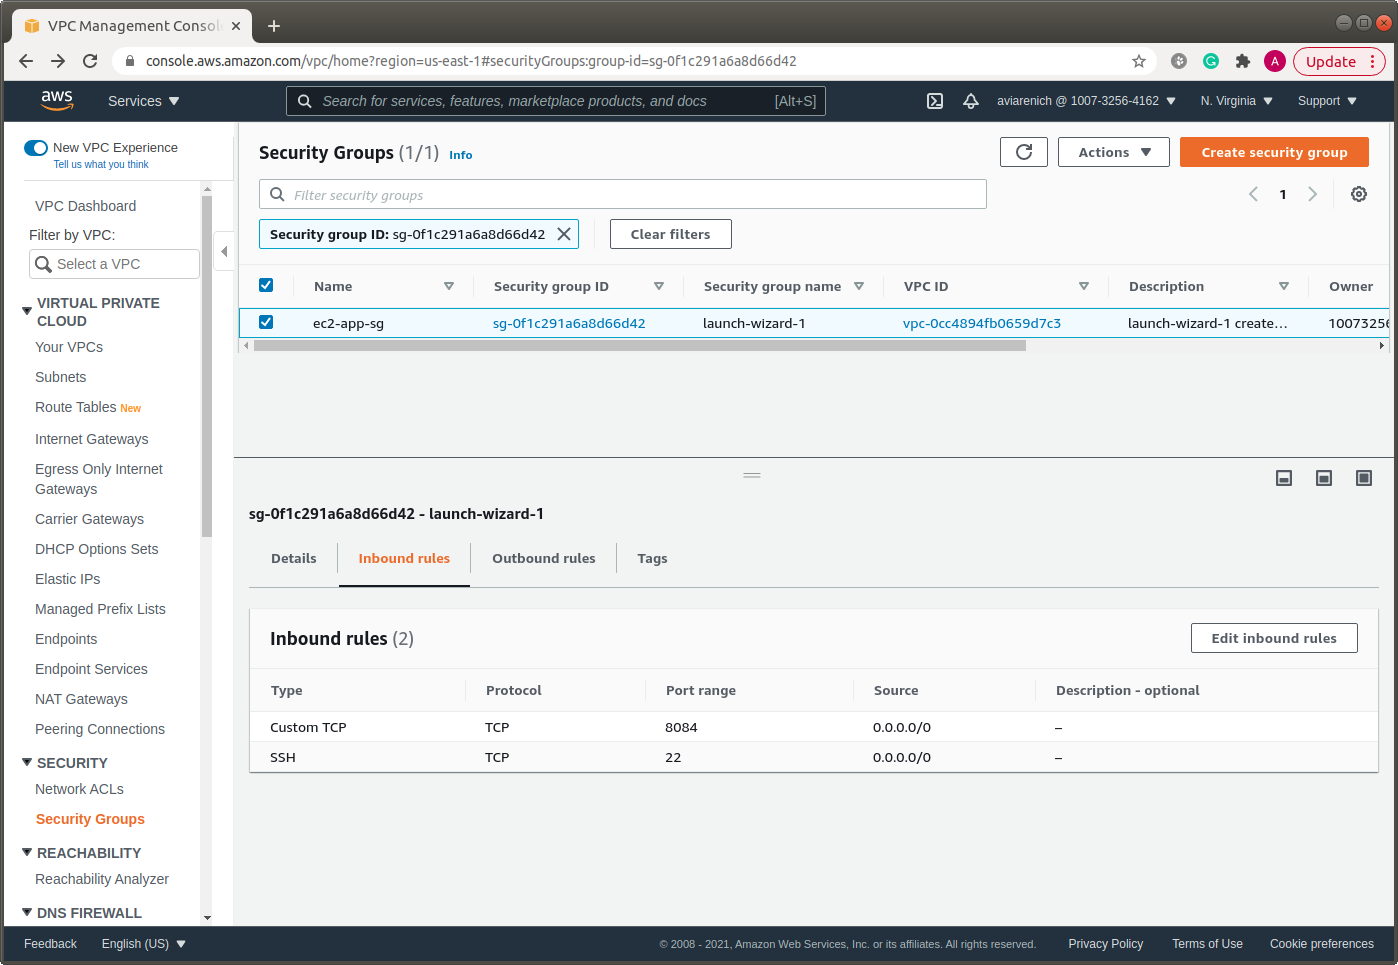 VPC Management Consol
console.aws.amazon.com/vpc/home?region=us-east-1#securityGroups:group-id=sg-0f1c291a6a8d66d42
A
Update
aws
Services
Search for services, features, marketplace products, and docs [Alt+S]
aviarenich @ 1007-3256-4162
N. Virginia
Support
New VPC Experience
Tell us what you think
VPC Dashboard
Filter by VPC:
Select a VPC
VIRTUAL PRIVATE
CLOUD
Your VPCs
Subnets
Route Tables New
Internet Gateways
Egress Only Internet
Gateways
Carrier Gateways
DHCP Options Sets
Elastic IPs
Managed Prefix Lists
Endpoints
Endpoint Services
NAT Gateways
Peering Connections
SECURITY
Network ACLs
Security Groups
REACHABILITY
Reachability Analyzer
DNS FIREWALL
Security Groups (1/1) Info
Actions
Create security group
Filter security groups
1
Security group ID: sg-0f1c291a6a8d66d42
Clear filters
Name Security group ID Security group name VPC ID Description Owner
ec2-app-sg sg-0f1c291a6a8d66d42 launch-wizard-1 vpc-0cc4894fb0659d7c3 launch-wizard-1 create…10073256
sg-0f1c291a6a8d66d42 - launch-wizard-1
Details Inbound rules Outbound rules Tags
Inbound rules (2)
Edit inbound rules
Type Protocol Port range Source Description - optional
Custom TCP TCP 8084 0.0.0.0/0 –
SSH TCP 22 0.0.0.0/0 –
Feedback English (US) © 2008 - 2021, Amazon Web Services, Inc. or its affiliates. All rights reserved. Privacy Policy Terms of Use Cookie preferences